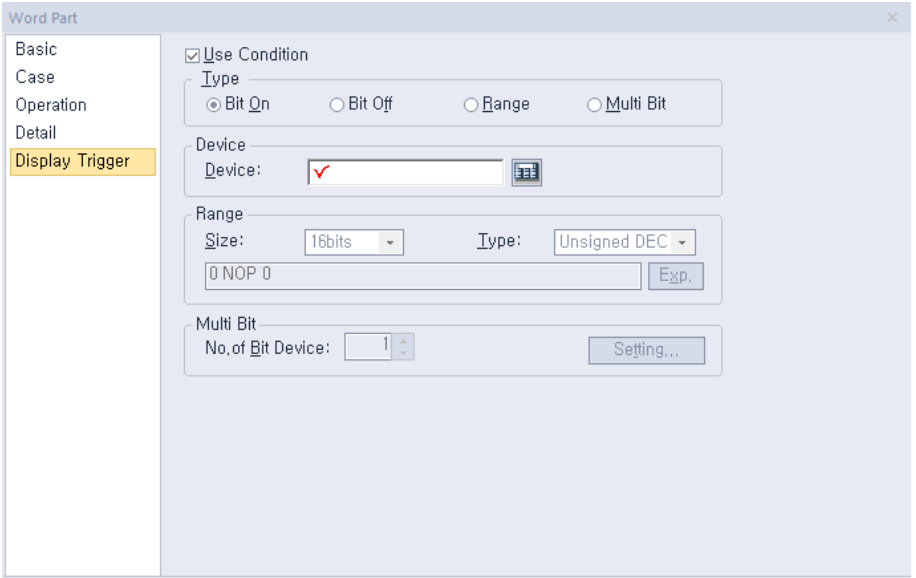 Word Part
Basic
Case
Operation
Detail
Display Trigger
Use Condition
Type
Bit On Bit Off Range Multi Bit
Device
Device:
Range
Size: 16bits Type: Unsigned DEC
0 NOP 0 Exp.
Multi Bit
No.of Bit Device: 1 Setting...